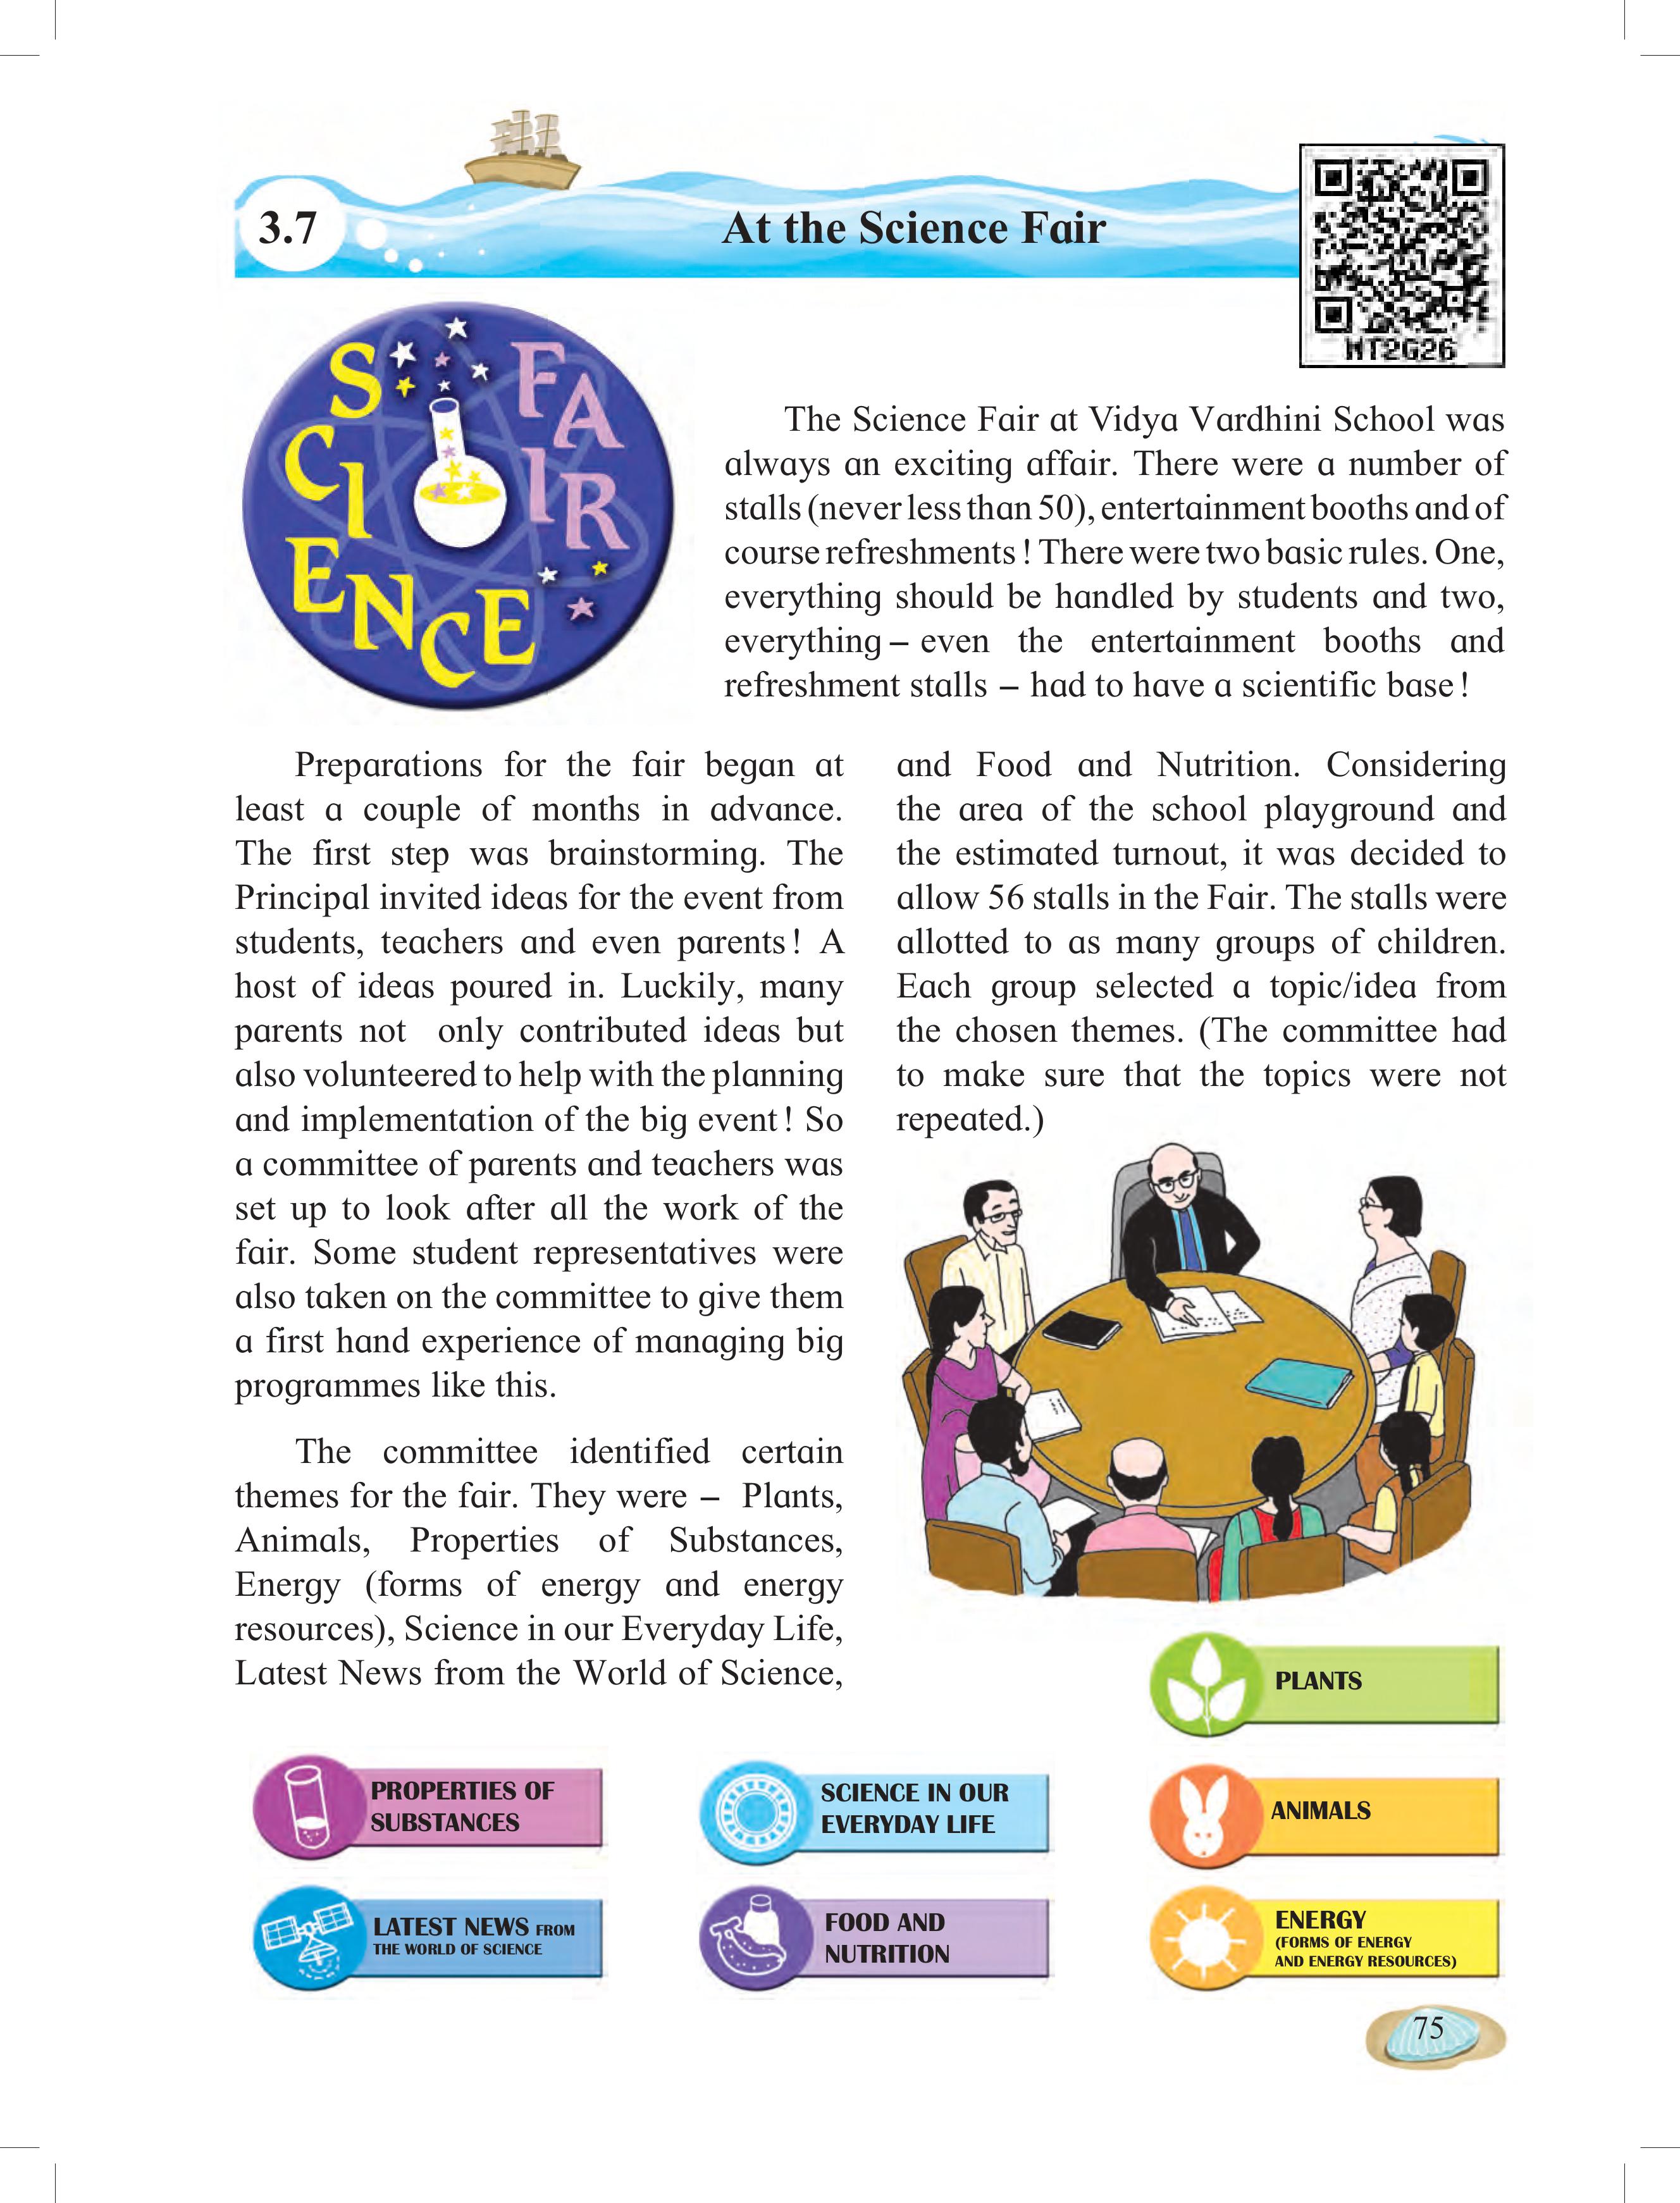 3.7
At the Science Fair
MT2G26
SCIENCE
FAIR
The Science Fair at Vidya Vardhini School was
always an exciting affair. There were a number of
stalls (never less than 50), entertainment booths and of
course refreshments ! There were two basic rules. One,
everything should be handled by students and two,
everything – even the entertainment booths and
refreshment stalls – had to have a scientific base !
Preparations for the fair began at
least a couple of months in advance.
The first step was brainstorming. The
Principal invited ideas for the event from
students, teachers and even parents ! A
host of ideas poured in. Luckily, many
parents not only contributed ideas but
also volunteered to help with the planning
and implementation of the big event ! So
a committee of parents and teachers was
set up to look after all the work of the
fair. Some student representatives were
also taken on the committee to give them
a first hand experience of managing big
programmes like this.
The committee identified certain
themes for the fair. They were – Plants,
Animals, Properties of Substances,
Energy (forms of energy and energy
resources), Science in our Everyday Life,
Latest News from the World of Science,
and Food and Nutrition. Considering
the area of the school playground and
the estimated turnout, it was decided to
allow 56 stalls in the Fair. The stalls were
allotted to as many groups of children.
Each group selected a topic/idea from
the chosen themes. (The committee had
to make sure that the topics were not
repeated.)
PLANTS
PROPERTIES OF
SUBSTANCES
SCIENCE IN OUR
EVERYDAY LIFE
ANIMALS
LATEST NEWS FROM
THE WORLD OF SCIENCE
FOOD AND
NUTRITION
ENERGY
(FORMS OF ENERGY
AND ENERGY RESOURCES)
75